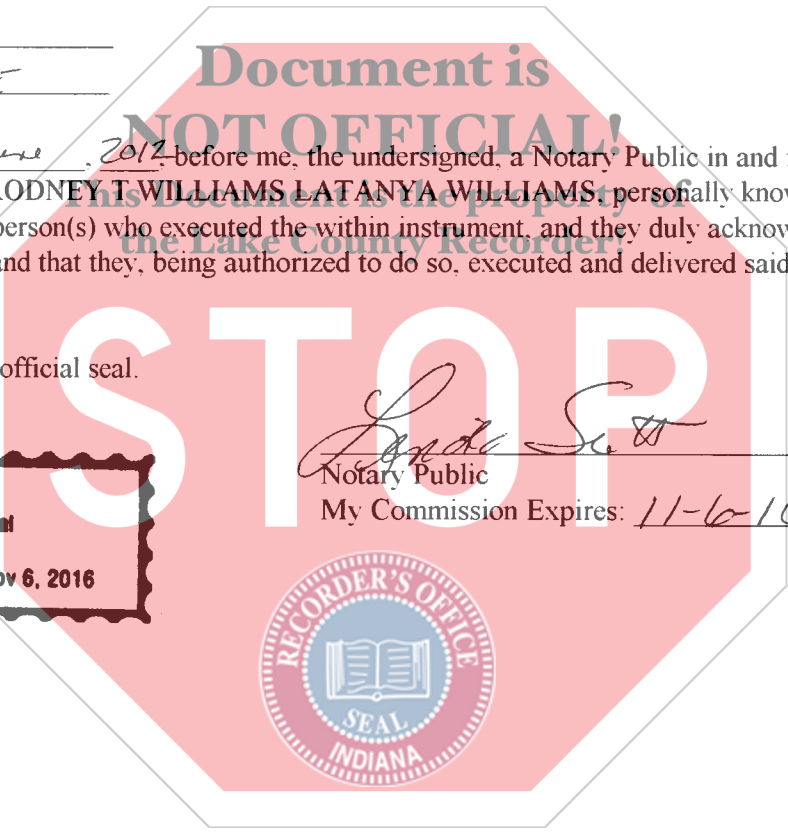 Document is
NOT OFFICIAL!
, 2012 before me, the undersigned, a Notary Public in and
ODNEY T WILLIAMS LATANYA WILLIAMS, personally know
This Document is the property of
person(s) who executed the within instrument, and they duly acknow
the Lake County Recorder!
and that they, being authorized to do so, executed and delivered said
STOP
official seal.
Notary Public
My Commission Expires: 11-6-16
ov 6, 2016
RECORDER'S OFFICE
SEAL
INDIANA